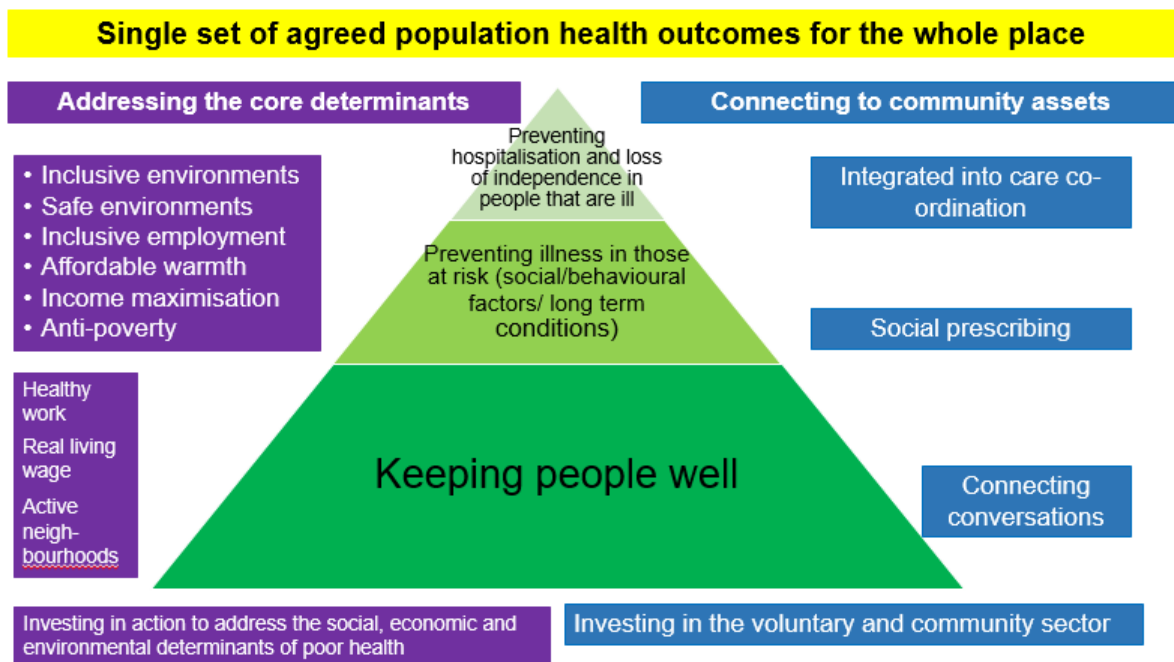 Single set of agreed population health outcomes for the whole place
Addressing the core determinants
Connecting to community assets
Preventing
hospitalisation and loss
of independence in
people that are ill
• Inclusive environments
• Safe environments
• Inclusive employment
• Affordable warmth
• Income maximisation
• Anti-poverty
Integrated into care co-
ordination
Preventing illness in those
at risk (social/behavioural
factors/ long term
conditions)
Social prescribing
Healthy
work
Real living
wage
Active
neigh-
bourhoods
Keeping people well
Connecting
conversations
Investing in action to address the social, economic and
environmental determinants of poor health
Investing in the voluntary and community sector